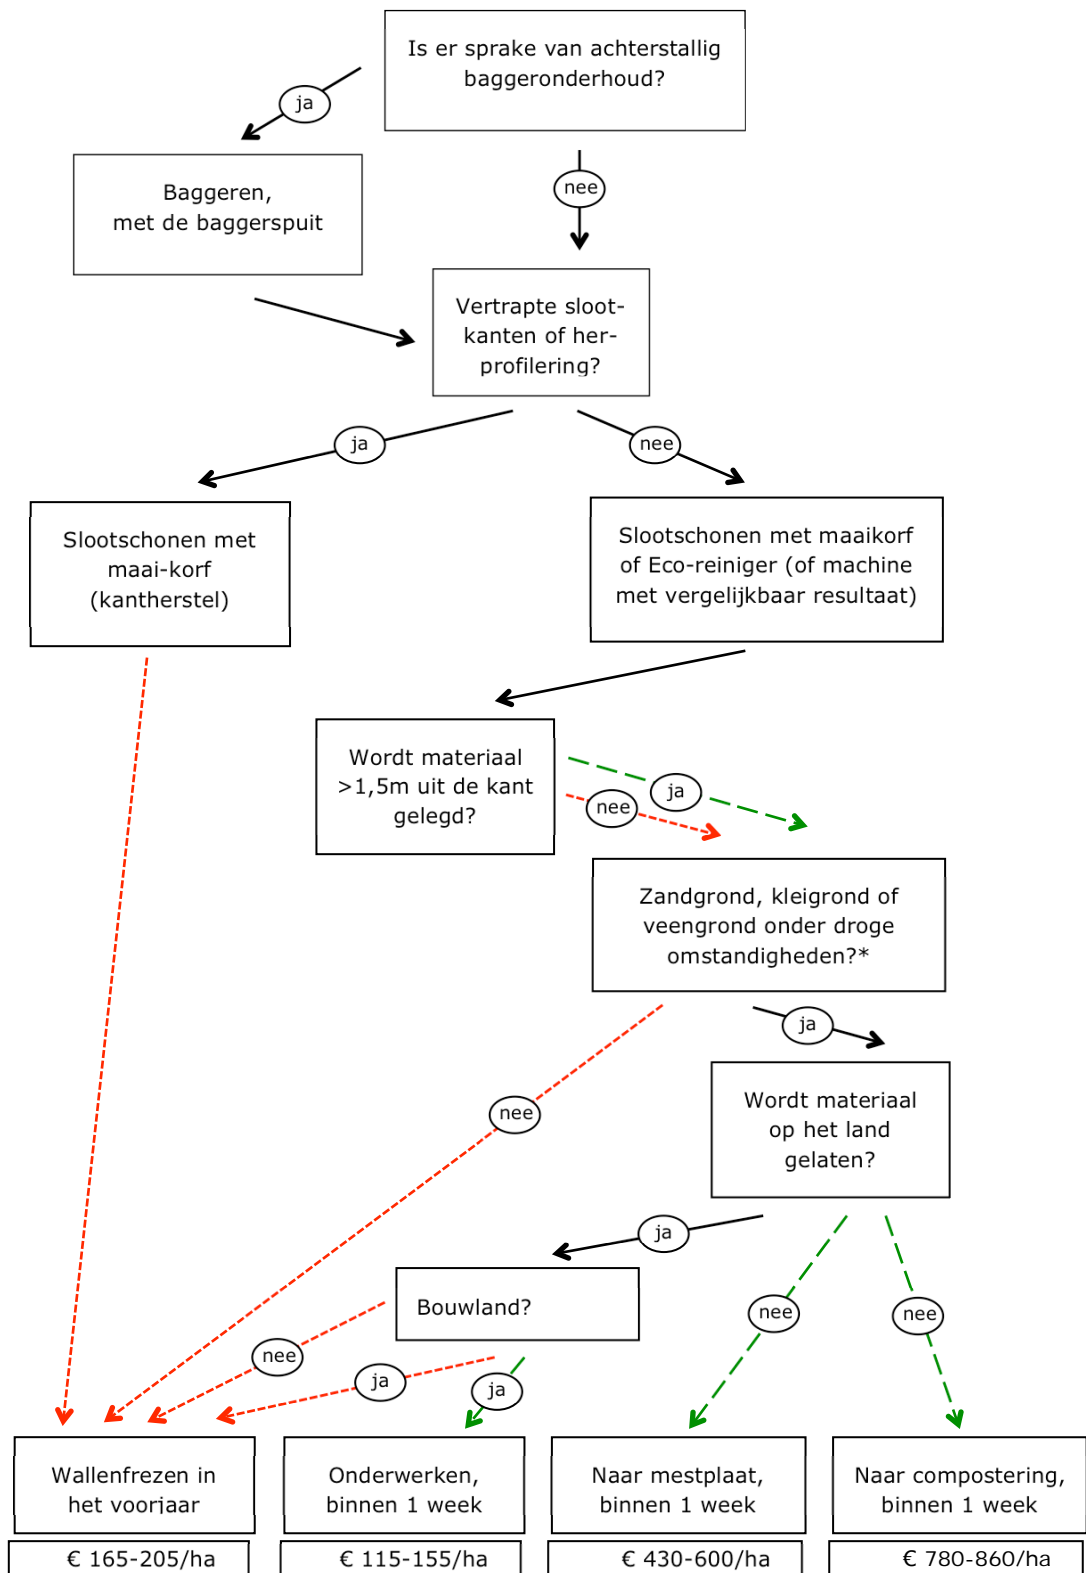 Is er sprake van achterstallig
baggeronderhoud?
ja
Baggeren,
met de baggerspuit
nee
Vertrapte sloot-
kanten of her-
profilering?
ja
nee
Slootschonen met
maai-korf
(kantherstel)
Slootschonen met maaikorf
of Eco-reiniger (of machine
met vergelijkbaar resultaat)
Wordt materiaal
>1,5m uit de kant
gelegd?
ja
nee
Zandgrond, kleigrond of
veengrond onder droge
omstandigheden?*
ja
nee
Wordt materiaal
op het land
gelaten?
ja
Bouwland?
nee
nee
nee
ja
ja
Wallenfrezen in
het voorjaar
Onderwerken,
binnen 1 week
Naar mestplaat,
binnen 1 week
Naar compostering,
binnen 1 week
€ 165-205/ha
€ 115-155/ha
€ 430-600/ha
€ 780-860/ha